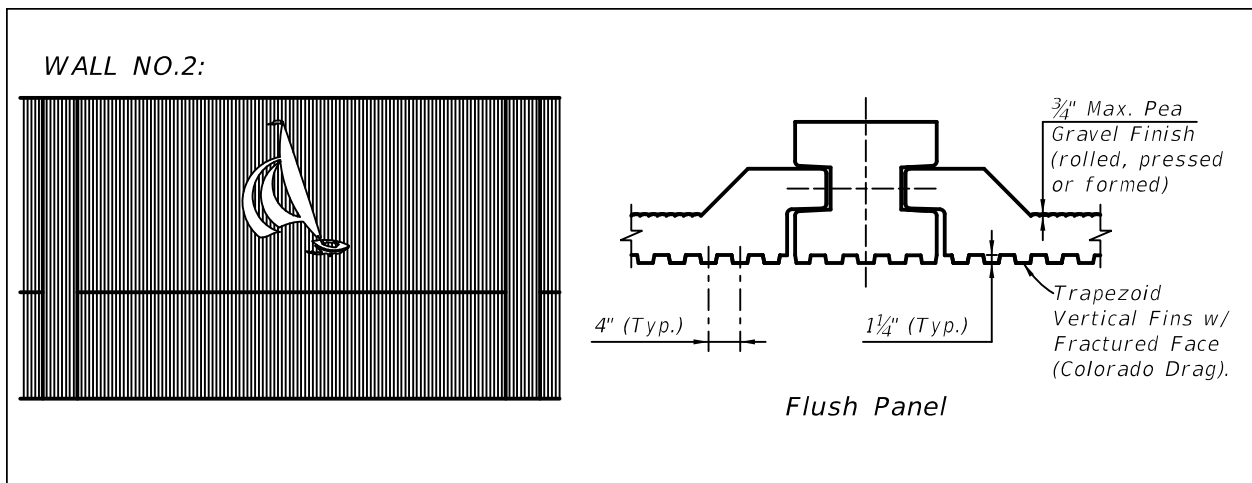 WALL NO.2:
¾" Max. Pea
Gravel Finish
(rolled, pressed
or formed)
4" (Typ.)
1¼" (Typ.)
Trapezoid
Vertical Fins w/
Fractured Face
(Colorado Drag).
Flush Panel